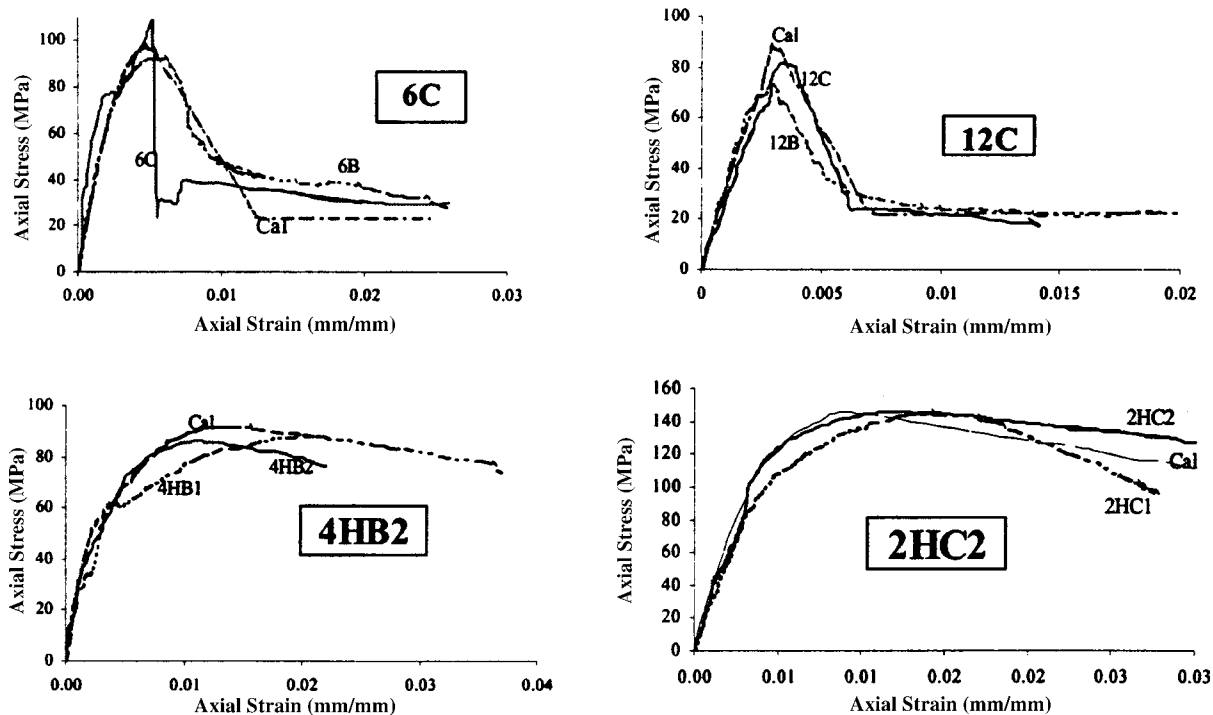 100
80
60
40
20
0
Axial Stress (MPa)
6C
6C
6B
Cal
0.00 0.01 0.02 0.03
Axial Strain (mm/mm)
100
80
60
40
20
0
Axial Stress (MPa)
Cal
12C
12B
12C
0 0.005 0.01 0.015 0.02
Axial Strain (mm/mm)
100
80
60
40
20
0
Axial Stress (MPa)
Cal
4HB2
4HB1
4HB2
0.00 0.01 0.02 0.03 0.04
Axial Strain (mm/mm)
160
140
120
100
80
60
40
20
0
Axial Stress (MPa)
2HC2
Cal
2HC1
2HC2
0.00 0.01 0.01 0.02 0.02 0.03 0.03
Axial Strain (mm/mm)